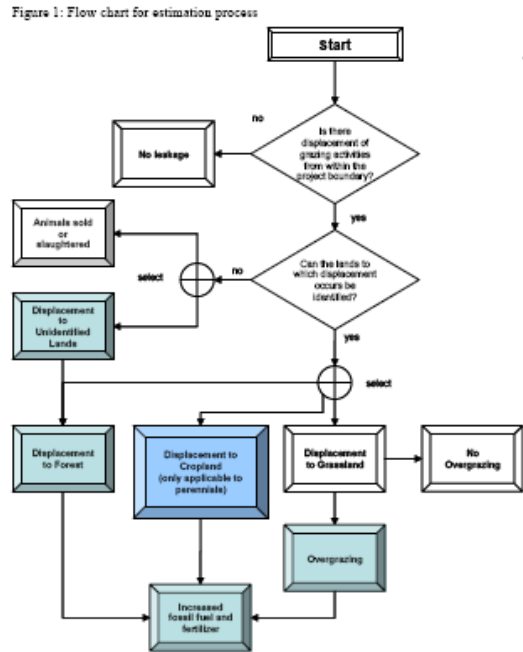 Figure 1: Flow chart for estimation process
Start
no
Is there
displacement of
grazing activities
from within the
project boundary?
No leakage
yes
Animals sold
or
slaughtered
select
no
Can the lands to
which displacement
occurs be
identified?
Displacement
to
Unidentified
Lands
yes
select
Displacement
to Forest
Displacement to
Cropland
(only applicable to
perennials)
Displacement
to Grassland
No
Overgrazing
Overgrazing
Increased
fossil fuel and
fertilizer